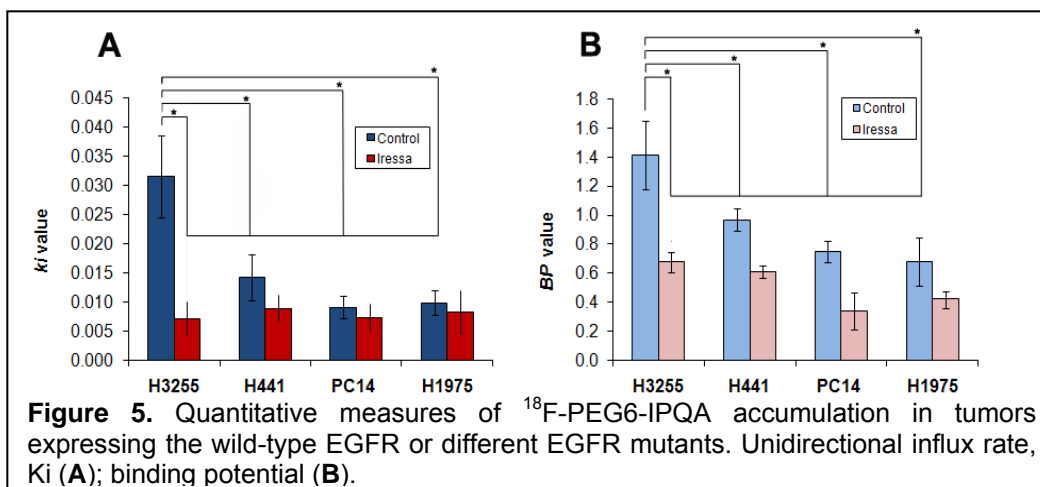 A
B
*
*
*
*
*
*
*
*
0.045
0.040
0.035
0.030
0.025
0.020
0.015
0.010
0.005
0.000
ki value
Control
Iressa
H3255 H441 PC14 H1975
1.8
1.6
1.4
1.2
1.0
0.8
0.6
0.4
0.2
0.0
BP value
Control
Iressa
H3255 H441 PC14 H1975
Figure 5. Quantitative measures of ¹⁸F-PEG6-IPQA accumulation in tumors
expressing the wild-type EGFR or different EGFR mutants. Unidirectional influx rate,
Ki (A); binding potential (B).